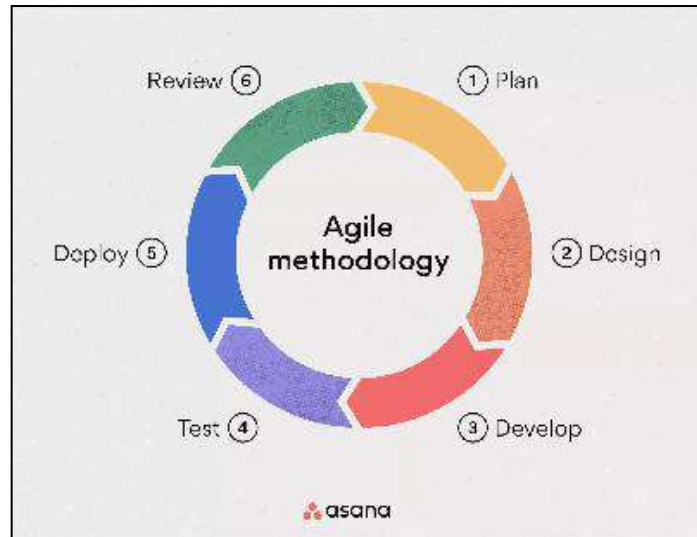 Review 6
1 Plan
Agile
methodology
Deploy 5
2 Design
Test 4
3 Develop
asana